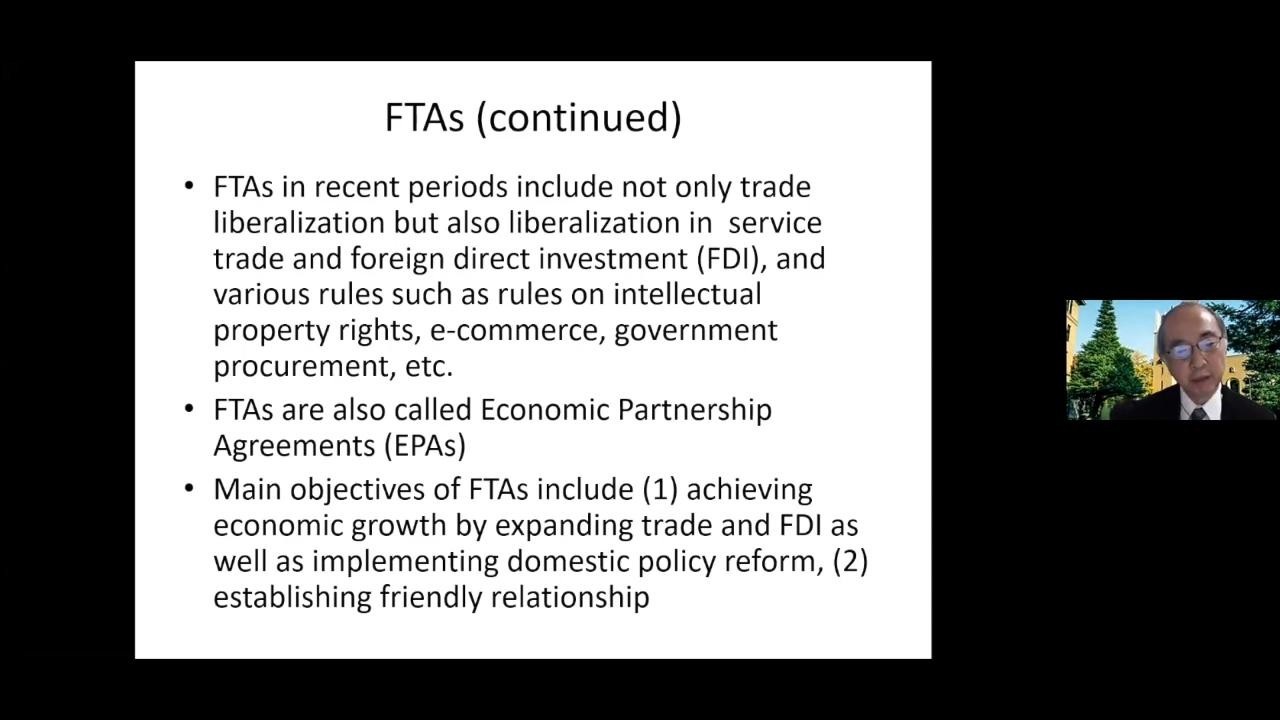 FTAs (continued)
• FTAs in recent periods include not only trade
liberalization but also liberalization in  service
trade and foreign direct investment (FDI), and
various rules such as rules on intellectual
property rights, e-commerce, government
procurement, etc.
• FTAs are also called Economic Partnership
Agreements (EPAs)
• Main objectives of FTAs include (1) achieving
economic growth by expanding trade and FDI as
well as implementing domestic policy reform, (2)
establishing friendly relationship